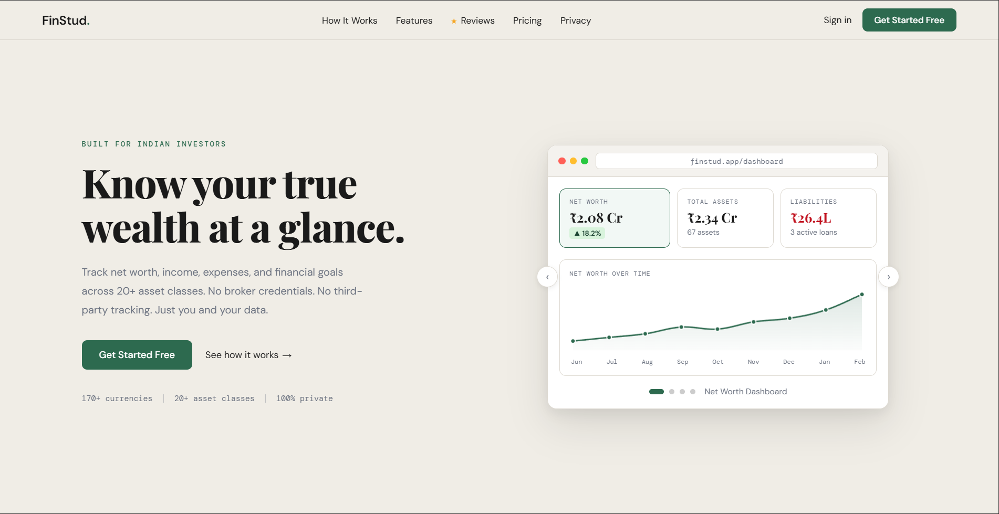 FinStud.
How It Works
Features
★ Reviews
Pricing
Privacy
Sign in
Get Started Free
BUILT FOR INDIAN INVESTORS
Know your true
wealth at a glance.
Track net worth, income, expenses, and financial goals
across 20+ asset classes. No broker credentials. No third-
party tracking. Just you and your data.
Get Started Free
See how it works →
170+ currencies
20+ asset classes
100% private
finstud.app/dashboard
NET WORTH
₹2.08 Cr
▲ 18.2%
TOTAL ASSETS
₹2.34 Cr
67 assets
LIABILITIES
₹26.4L
3 active loans
NET WORTH OVER TIME
‹
›
Jun Jul Aug Sep Oct Nov Dec Jan Feb
Net Worth Dashboard